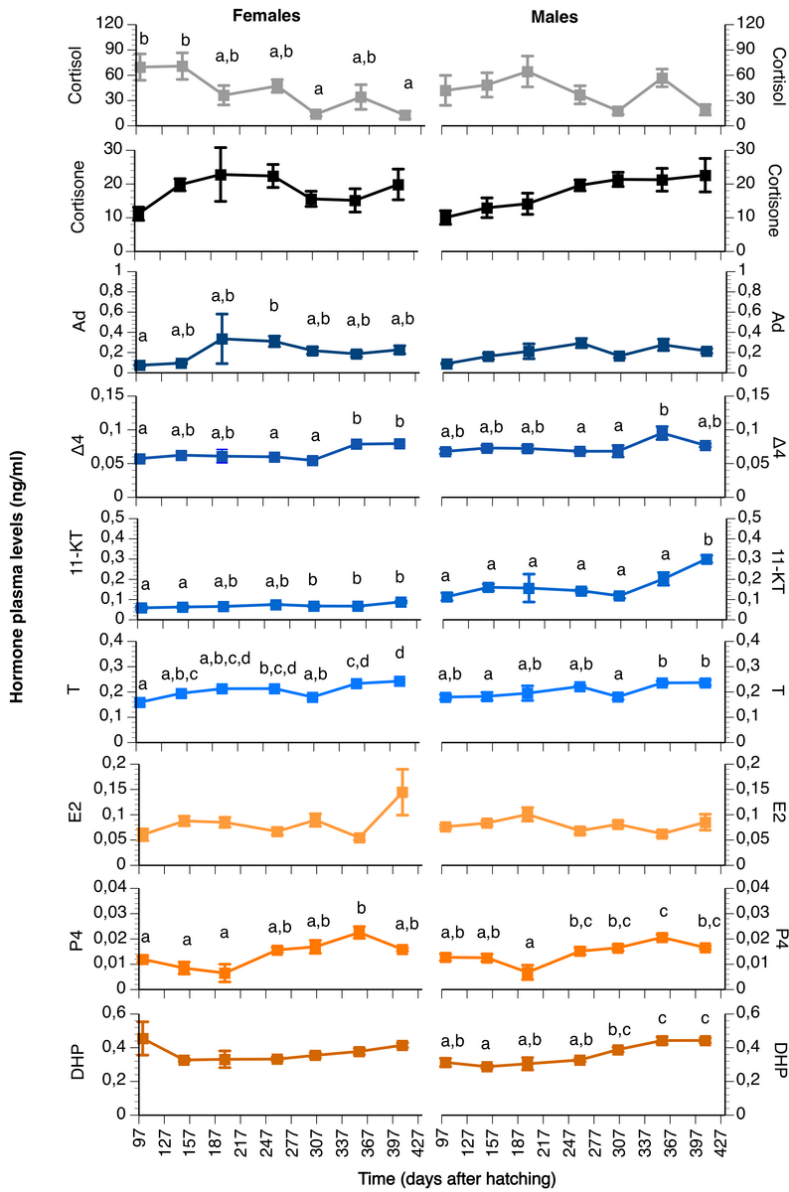 Females Males
120 120
90 90
60 60
30 30
0 0
Cortisol Cortisol
b b a,b a,b a a,b a
30 30
20 20
10 10
0 0
Cortisone Cortisone
1 1
0,8 0,8
0,6 0,6
0,4 0,4
0,2 0,2
0 0
Ad Ad
a a,b a,b b a,b a,b a,b
0,15 0,15
0,1 0,1
0,05 0,05
0 0
Δ4 Δ4
a a,b a,b a a b b
a,b a,b a,b a a b a,b
0,5 0,5
0,4 0,4
0,3 0,3
0,2 0,2
0,1 0,1
0 0
11-KT 11-KT
a a a,b a,b b b b
a a a a a a b
0,4 0,4
0,3 0,3
0,2 0,2
0,1 0,1
0 0
T T
a a,b,c a,b,c,d b,c,d a,b c,d d
a,b a a,b a,b a b b
0,2 0,2
0,15 0,15
0,1 0,1
0,05 0,05
0 0
E2 E2
0,04 0,04
0,03 0,03
0,02 0,02
0,01 0,01
0 0
P4 P4
a a a a,b a,b b a,b
a,b a,b a b,c b,c c b,c
0,6 0,6
0,4 0,4
0,2 0,2
0 0
DHP DHP
a,b a a,b a,b b,c c c
97 127 157 187 217 247 277 307 337 367 397 427
97 127 157 187 217 247 277 307 337 367 397 427
Time (days after hatching)
Hormone plasma levels (ng/ml)